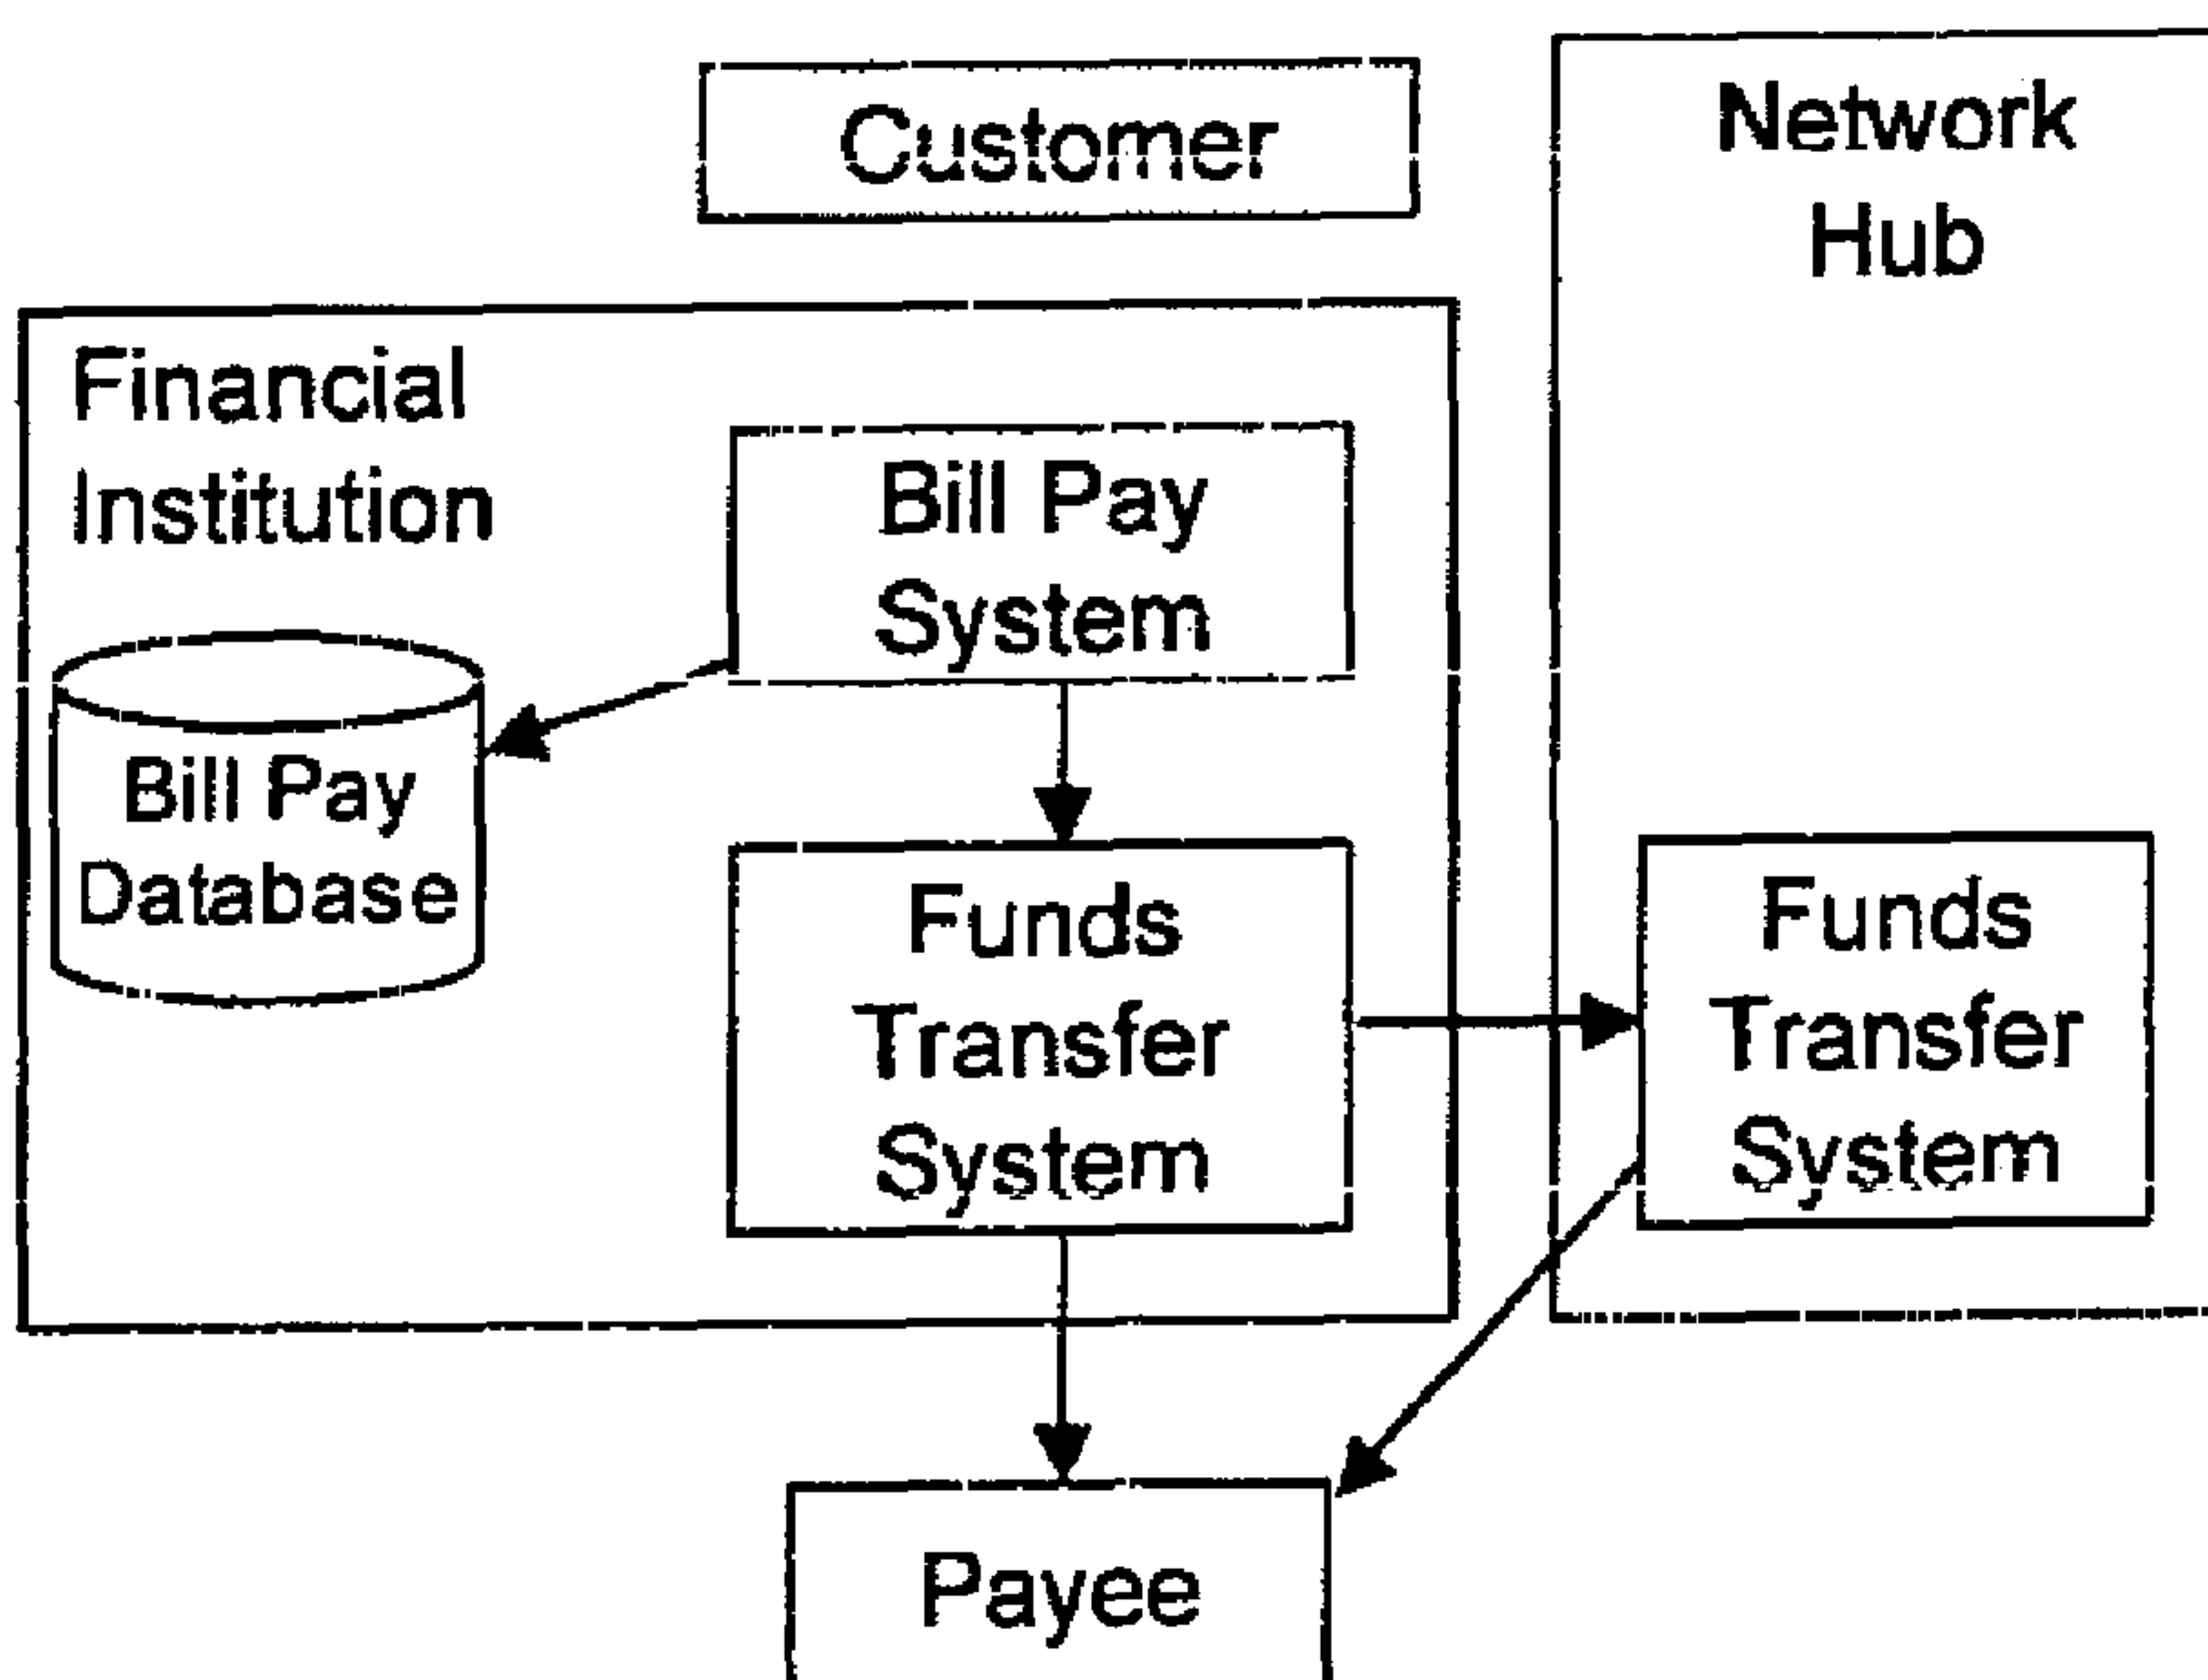 Customer
Network
Hub
Financial
Institution
Bill Pay
System
Bill Pay
Database
Funds
Transfer
System
Funds
Transfer
System
Payee